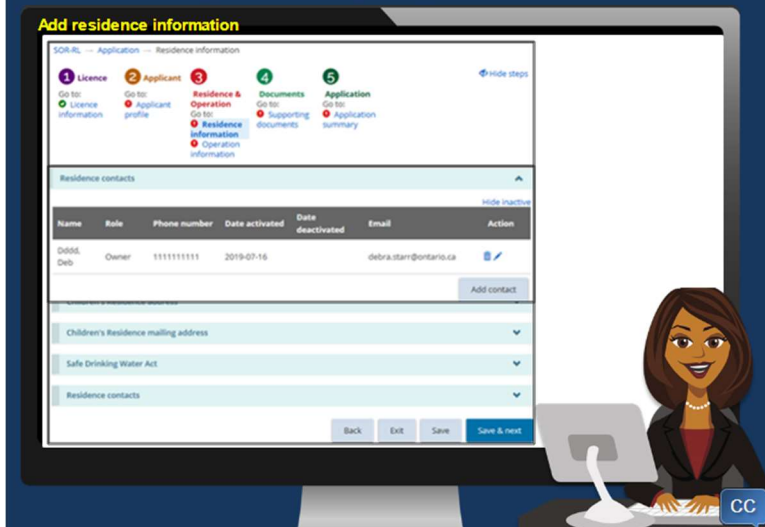 Add residence information
SOR-RL → Application → Residence information
1 Licence
Go to:
Licence
information
2 Applicant
Go to:
Applicant
profile
3
Residence &
Operation
Go to:
Residence
information
Operation
information
4
Documents
Go to:
Supporting
documents
5
Application
Go to:
Application
summary
Hide steps
Residence contacts
Hide inactive
Name Role Phone number Date activated Date deactivated Email Action
Dddd, Deb Owner 1111111111 2019-07-16 debra.starr@ontario.ca
Add contact
Children's Residence address
Children's Residence mailing address
Safe Drinking Water Act
Residence contacts
Back Exit Save Save & next
CC